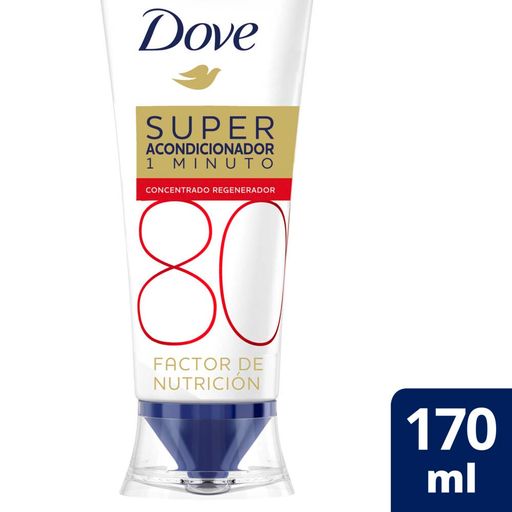 Dove
SUPER
ACONDICIONADOR
1 MINUTO
CONCENTRADO REGENERADOR
80
FACTOR DE
NUTRICIÓN
170
ml